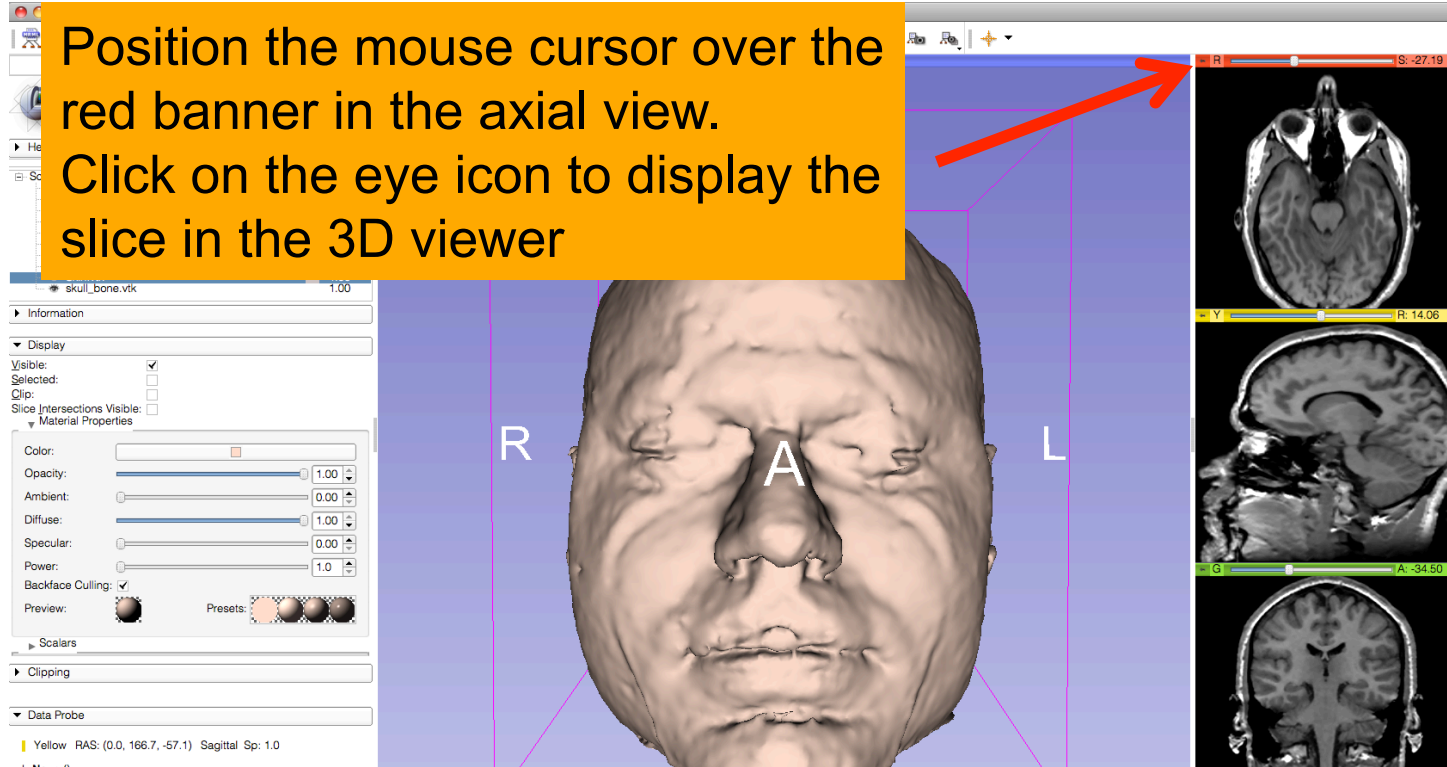 Position the mouse cursor over the
red banner in the axial view.
Click on the eye icon to display the
slice in the 3D viewer
R S: -27.19
He
Sc
skull_bone.vtk 1.00
Information
Y R: 14.06
Display
Visible:
Selected:
Clip:
Slice Intersections Visible:
Material Properties
Color:
Opacity: 1.00
Ambient: 0.00
Diffuse: 1.00
Specular: 0.00
Power: 1.0
Backface Culling:
Preview: Presets:
Scalars
Clipping
Data Probe
Yellow RAS: (0.0, 166.7, -57.1) Sagittal Sp: 1.0
R
A
L
G A: -34.50